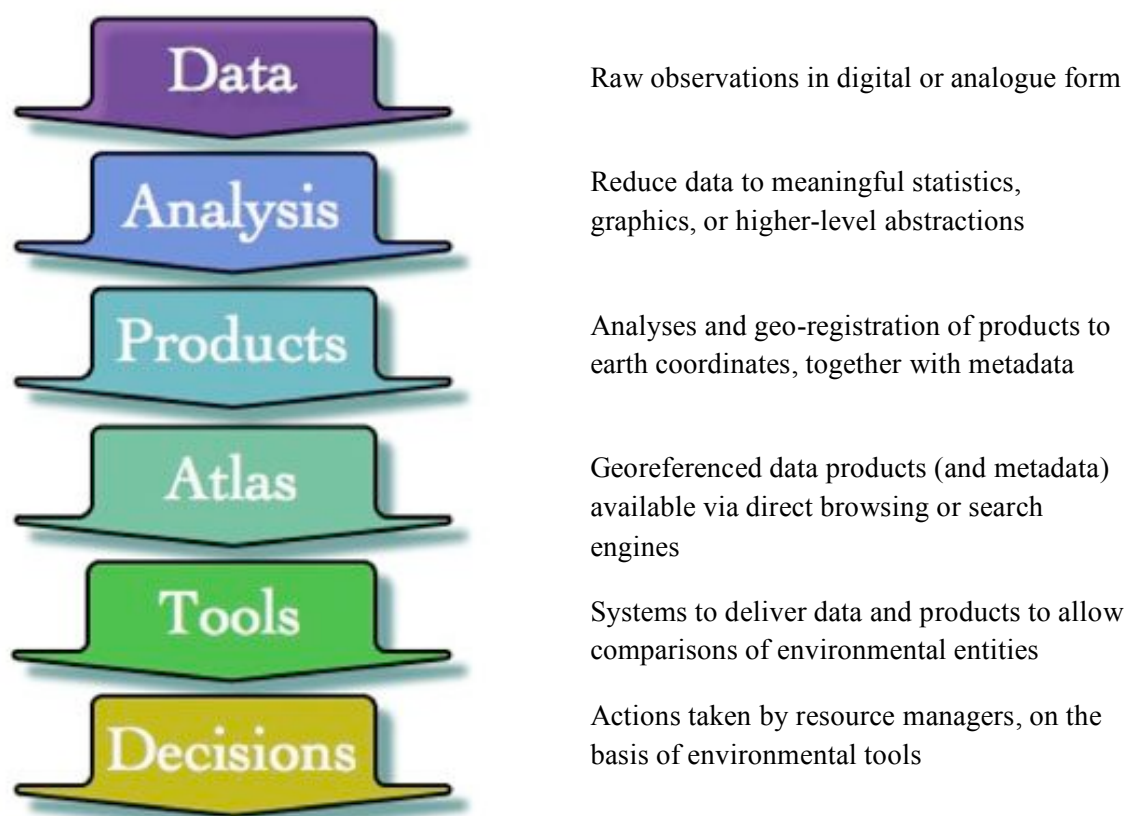 Data
Raw observations in digital or analogue form
Analysis
Reduce data to meaningful statistics,
graphics, or higher-level abstractions
Products
Analyses and geo-registration of products to
earth coordinates, together with metadata
Atlas
Georeferenced data products (and metadata)
available via direct browsing or search
engines
Tools
Systems to deliver data and products to allow
comparisons of environmental entities
Decisions
Actions taken by resource managers, on the
basis of environmental tools